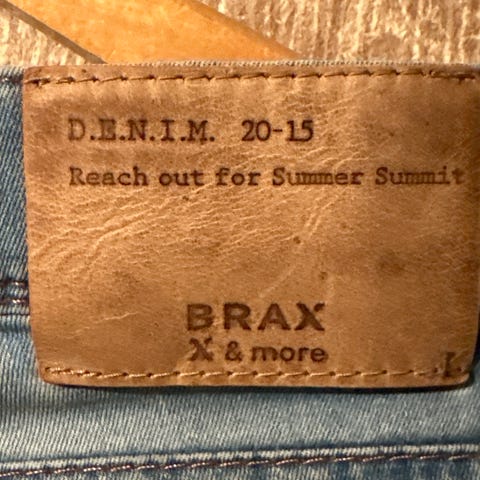 D.E.N.I.M. 20-15
Reach out for Summer Summit
BRAX
X & more